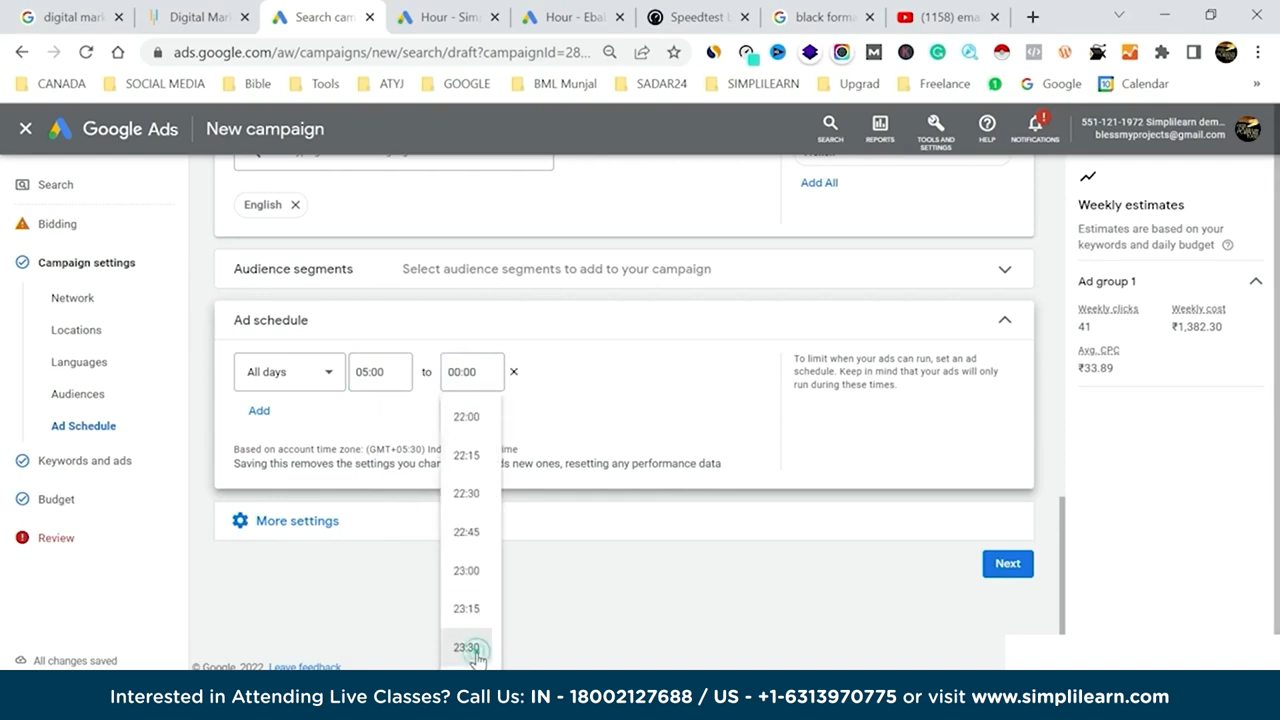 digital mark
Digital Mar
Search cam
Hour - Simp
Hour - Ebal
Speedtest b
black forma
(1158) ema
ads.google.com/aw/campaigns/new/search/draft?campaignId=28...
CANADA
SOCIAL MEDIA
Bible
Tools
ATYJ
GOOGLE
BML Munjal
SADAR24
SIMPLILEARN
Upgrad
Freelance
Google
Calendar
Google Ads
New campaign
SEARCH
REPORTS
TOOLS AND
SETTINGS
HELP
NOTIFICATIONS
551-121-1972 Simplilearn dem...
blessmyprojects@gmail.com
Search
Bidding
Campaign settings
Network
Locations
Languages
Audiences
Ad Schedule
Keywords and ads
Budget
Review
All changes saved
Add All
English
Audience segments
Select audience segments to add to your campaign
Ad schedule
All days
05:00
to
00:00
Add
To limit when your ads can run, set an ad
schedule. Keep in mind that your ads will only
run during these times.
22:00
22:15
22:30
22:45
23:00
23:15
23:30
Based on account time zone: (GMT+05:30)
Saving this removes the settings you new ones, resetting any performance data
More settings
Next
© Google, 2022. Leave feedback
Weekly estimates
Estimates are based on your
keywords and daily budget
Ad group 1
Weekly clicks
Weekly cost
41
₹1,382.30
Avg. CPC
₹33.89
Interested in Attending Live Classes? Call Us: IN - 18002127688 / US - +1-6313970775 or visit www.simplilearn.com